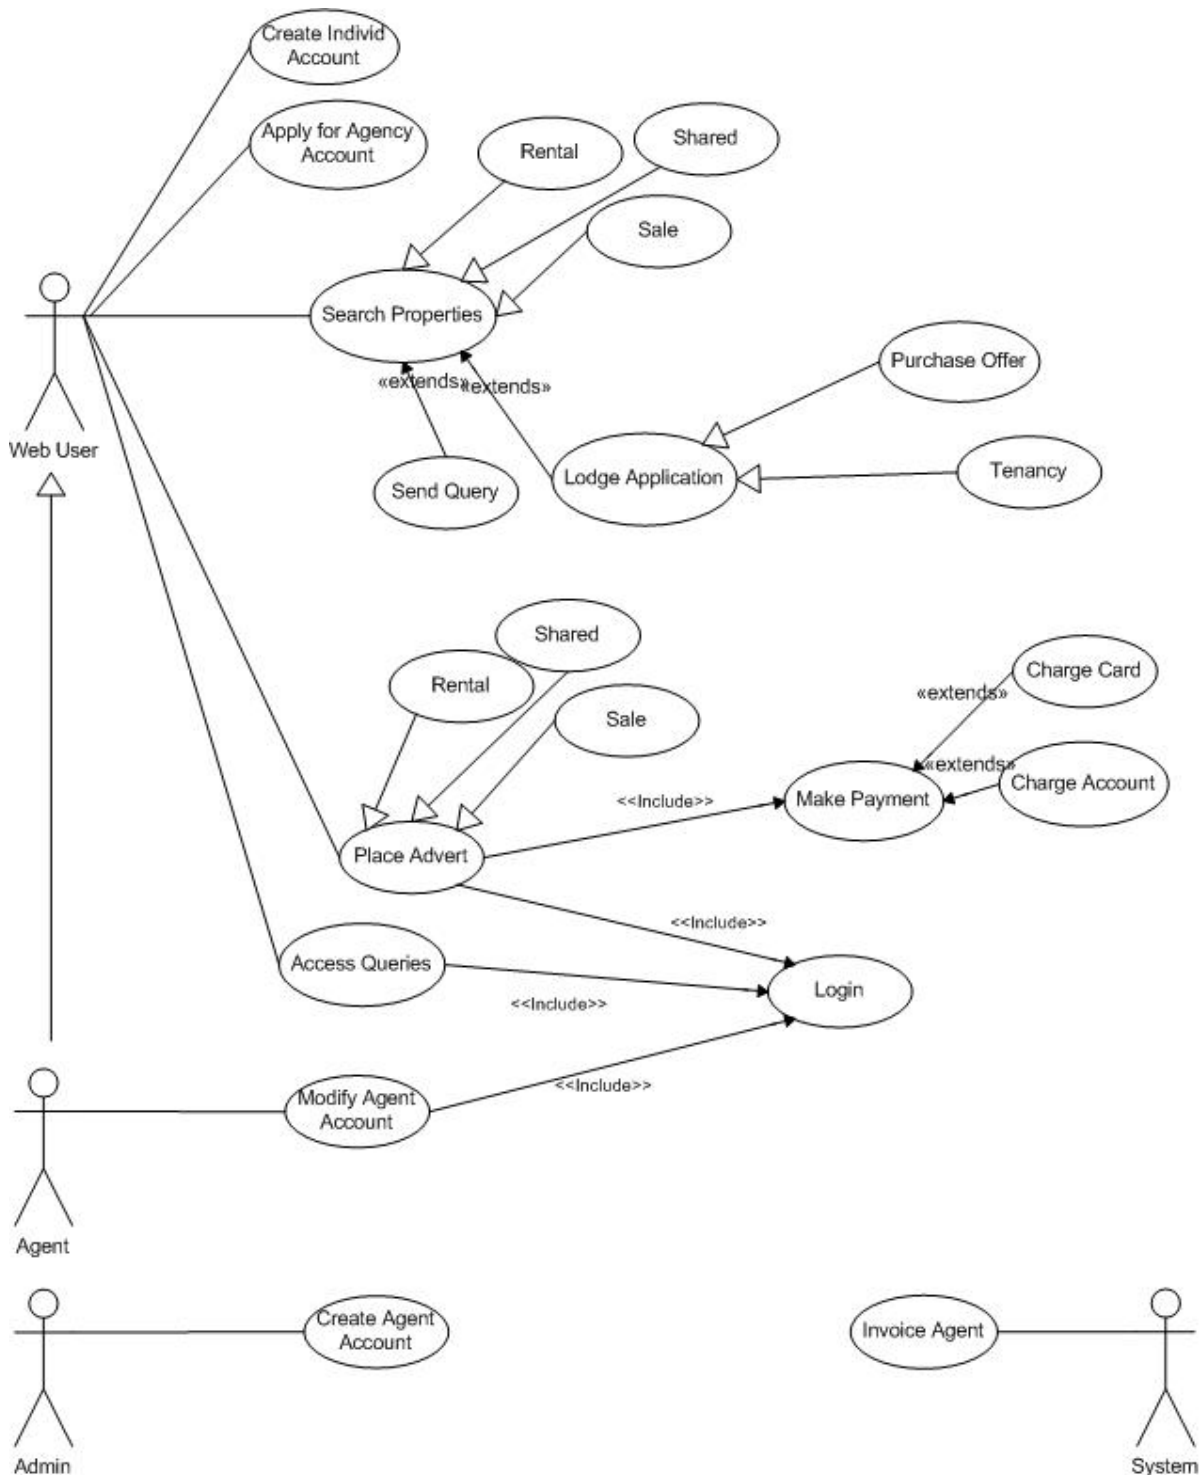 Create Individ
Account
Apply for Agency
Account
Rental
Shared
Sale
Search Properties
«extends»
«extends»
Purchase Offer
Web User
Send Query
Lodge Application
Tenancy
Shared
Rental
Sale
Charge Card
«extends»
«extends»
Charge Account
<<Include>>
Make Payment
Place Advert
<<Include>>
Access Queries
Login
<<Include>>
<<Include>>
Modify Agent
Account
Agent
Create Agent
Account
Invoice Agent
Admin
System